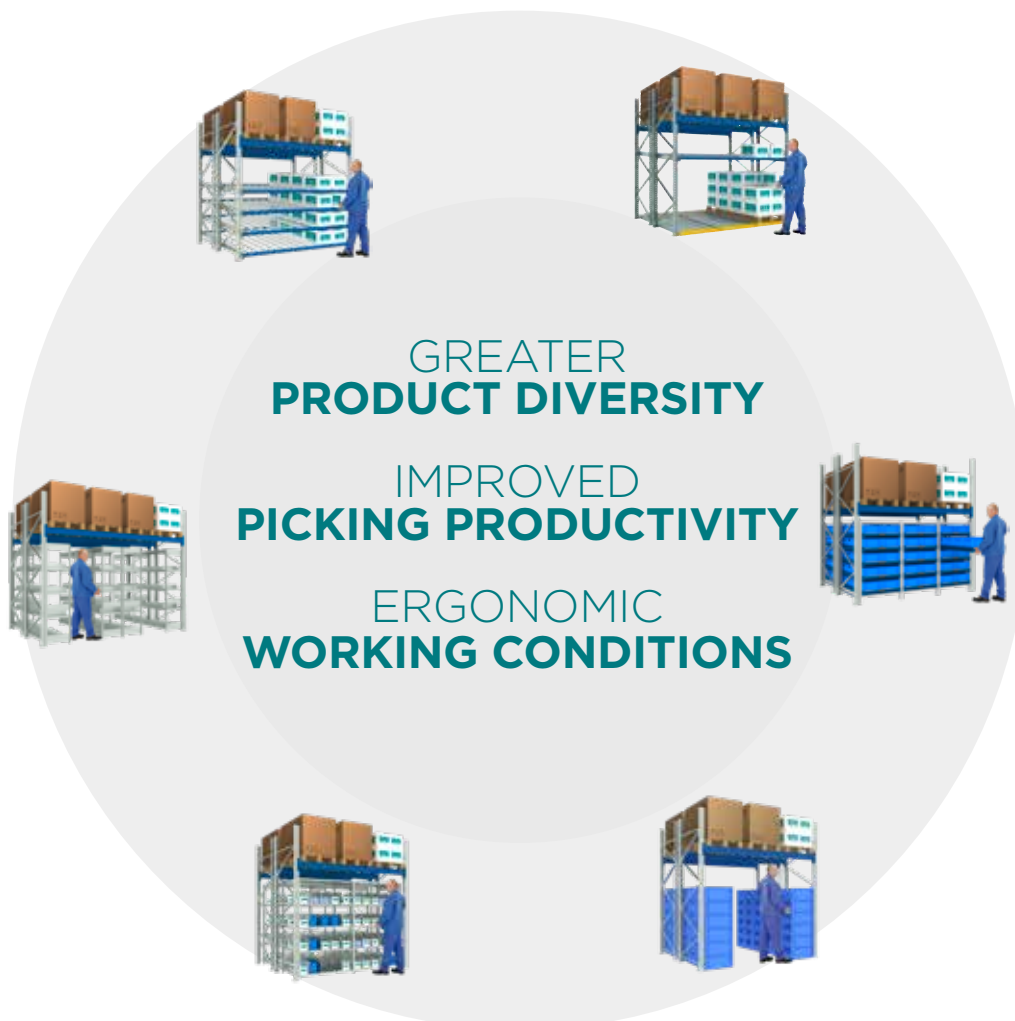 GREATER
PRODUCT DIVERSITY
IMPROVED
PICKING PRODUCTIVITY
ERGONOMIC
WORKING CONDITIONS